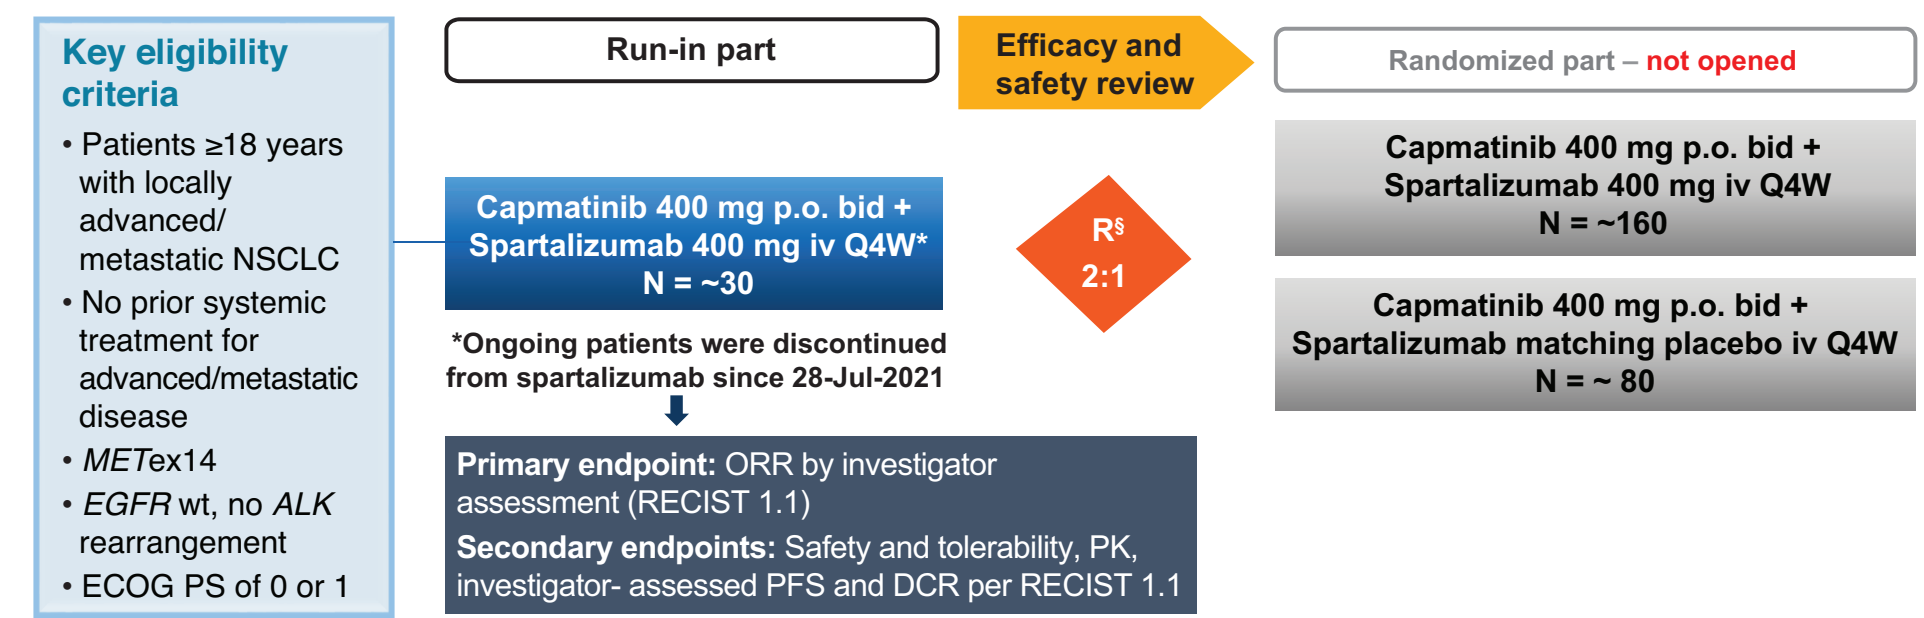 Key eligibility
criteria
• Patients ≥18 years
with locally
advanced/
metastatic NSCLC
• No prior systemic
treatment for
advanced/metastatic
disease
• METex14
• EGFR wt, no ALK
rearrangement
• ECOG PS of 0 or 1
Run-in part
Capmatinib 400 mg p.o. bid +
Spartalizumab 400 mg iv Q4W*
N = ~30
*Ongoing patients were discontinued
from spartalizumab since 28-Jul-2021
Primary endpoint: ORR by investigator
assessment (RECIST 1.1)
Secondary endpoints: Safety and tolerability, PK,
investigator- assessed PFS and DCR per RECIST 1.1
Efficacy and
safety review
R§
2:1
Randomized part – not opened
Capmatinib 400 mg p.o. bid +
Spartalizumab 400 mg iv Q4W
N = ~160
Capmatinib 400 mg p.o. bid +
Spartalizumab matching placebo iv Q4W
N = ~ 80